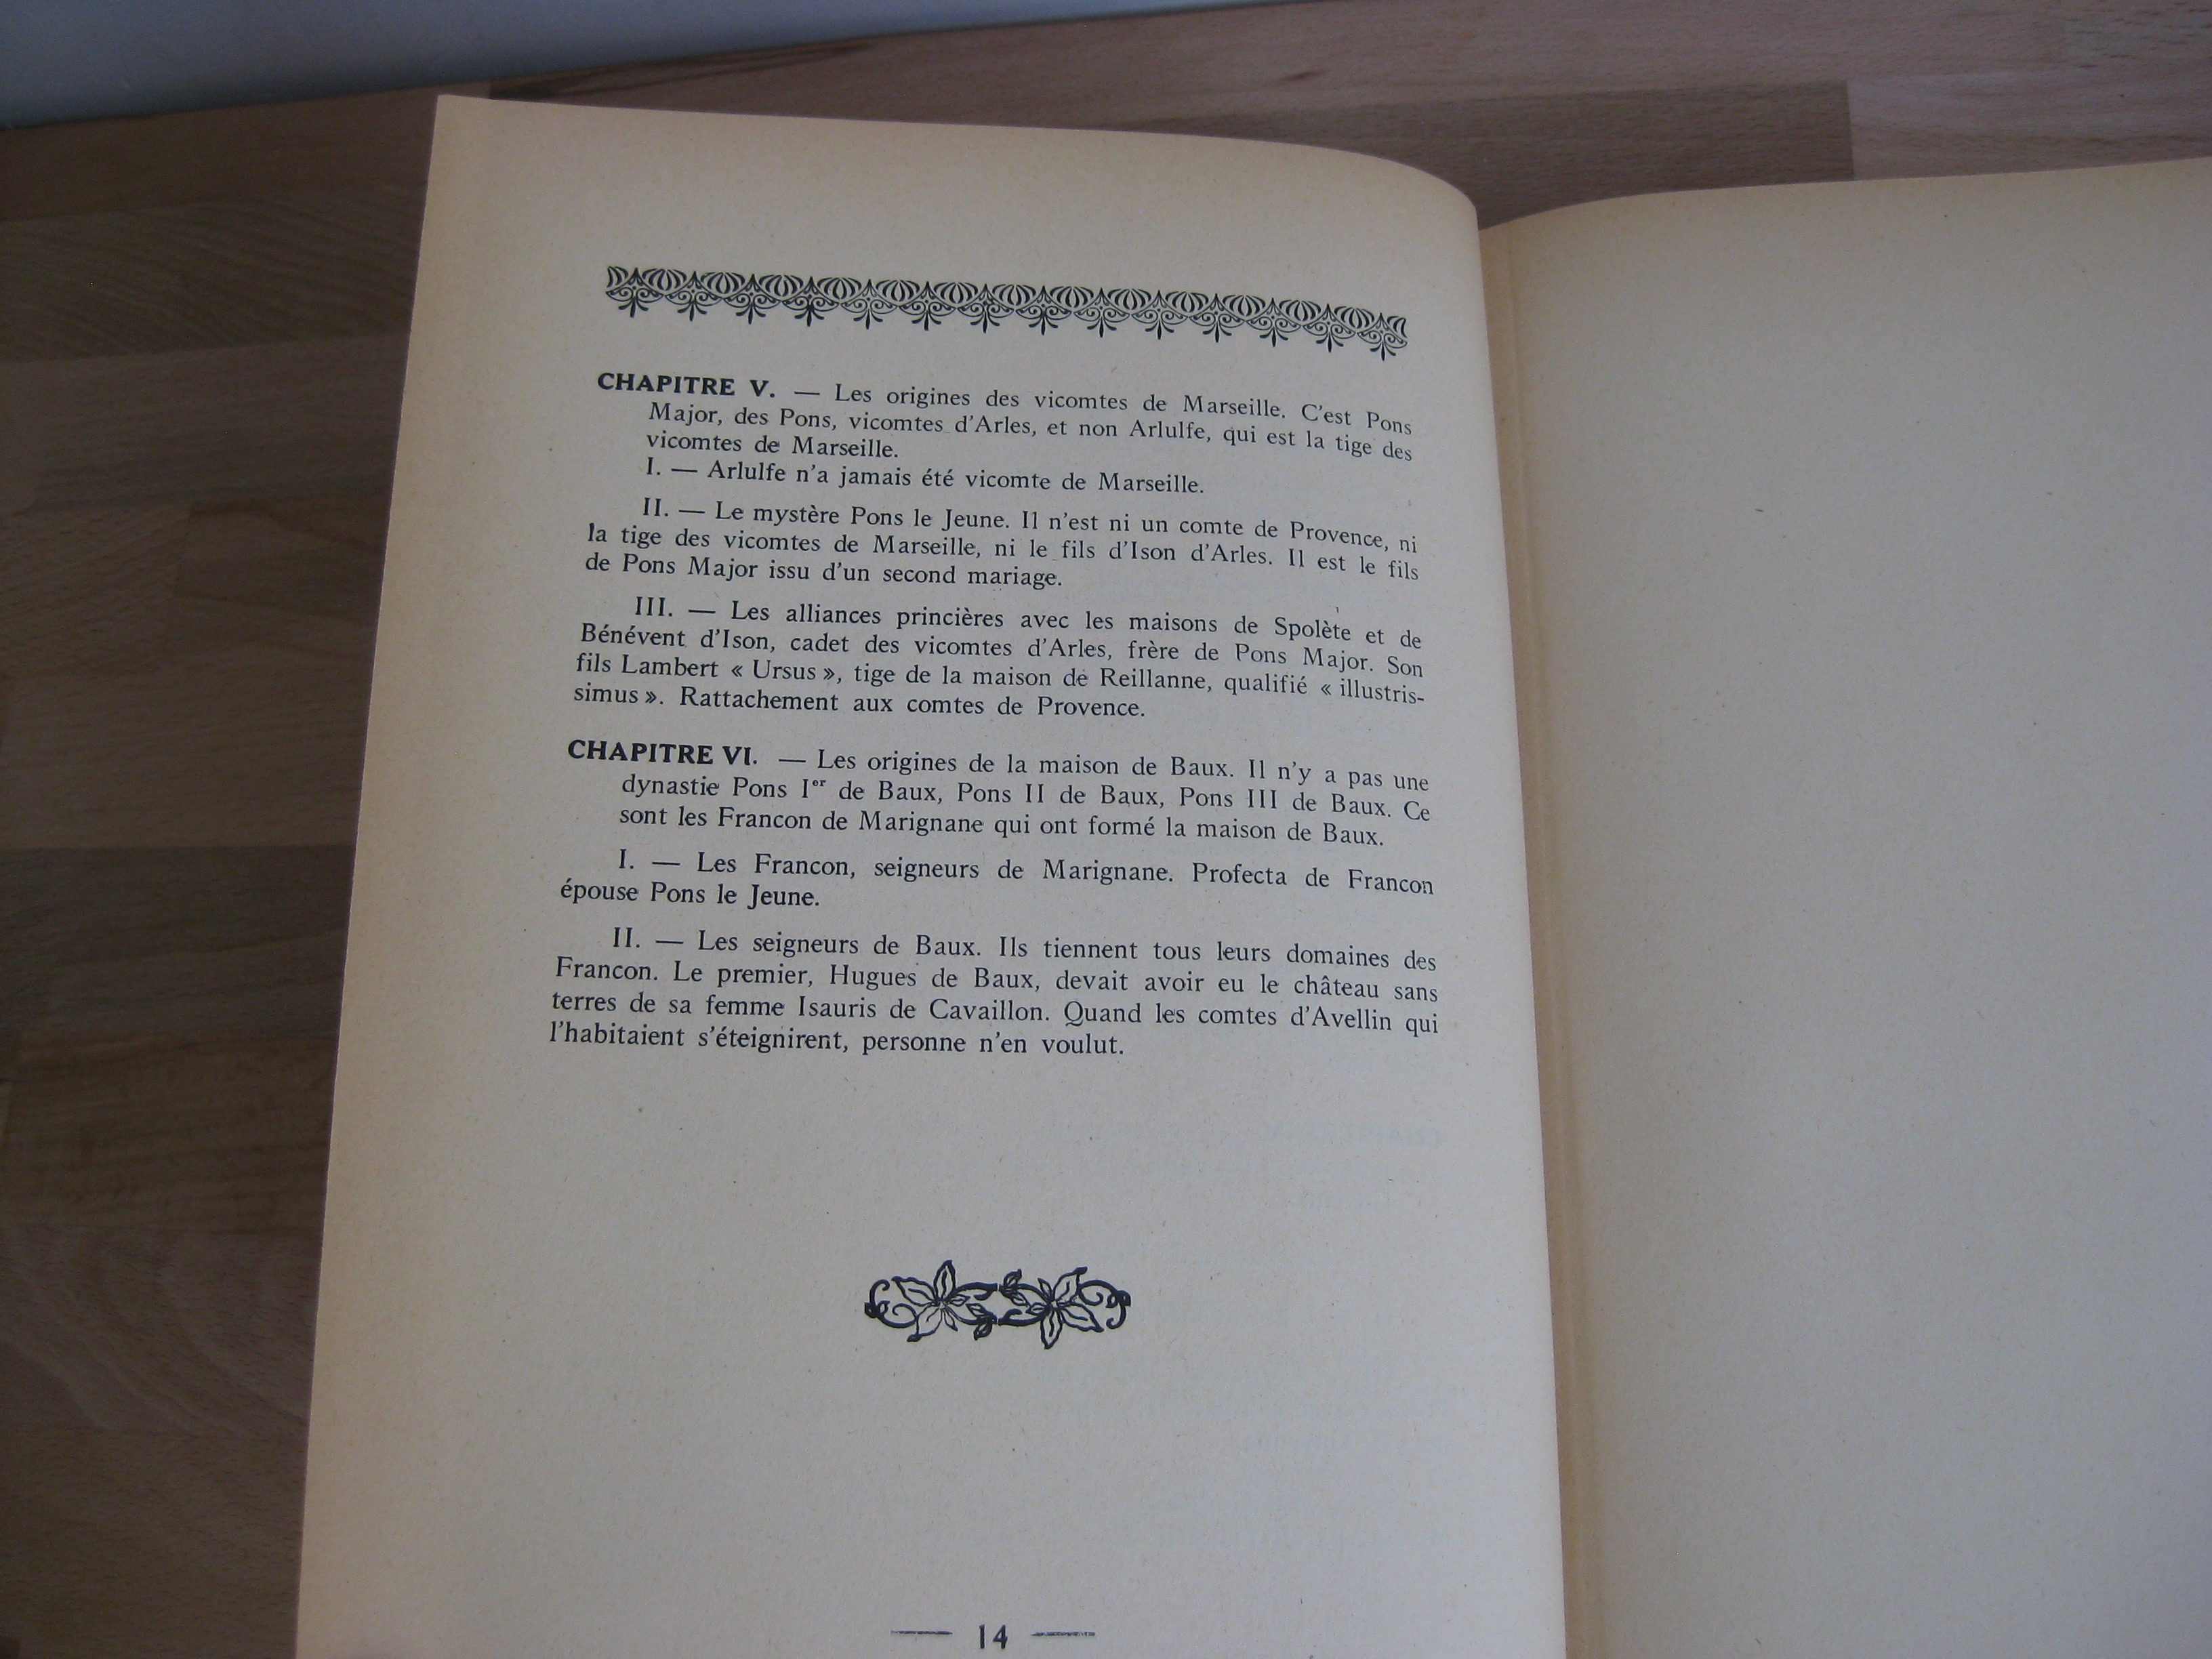 CHAPITRE V. — Les origines des vicomtes de Marseille. C'est Pons
Major, des Pons, vicomtes d'Arles, et non Arlulfe, qui est la tige des
vicomtes de Marseille.
I. — Arlulfe n'a jamais été vicomte de Marseille.
II. — Le mystère Pons le Jeune. Il n'est ni un comte de Provence, ni
la tige des vicomtes de Marseille, ni le fils d'Ison d'Arles. Il est le fils
de Pons Major issu d'un second mariage.
III. — Les alliances princières avec les maisons de Spolète et de
Bénévent d'Ison, cadet des vicomtes d'Arles, frère de Pons Major. Son
fils Lambert « Ursus », tige de la maison de Reillanne, qualifié « illustris-
simus ». Rattachement aux comtes de Provence.
CHAPITRE VI. — Les origines de la maison de Baux. Il n'y a pas une
dynastie Pons Ier de Baux, Pons II de Baux, Pons III de Baux. Ce
sont les Francon de Marignane qui ont formé la maison de Baux.
I. — Les Francon, seigneurs de Marignane. Profecta de Francon
épouse Pons le Jeune.
II. — Les seigneurs de Baux. Ils tiennent tous leurs domaines des
Francon. Le premier, Hugues de Baux, devait avoir eu le château sans
terres de sa femme Isauris de Cavaillon. Quand les comtes d'Avellin qui
l'habitaient s'éteignirent, personne n'en voulut.
— 14 —